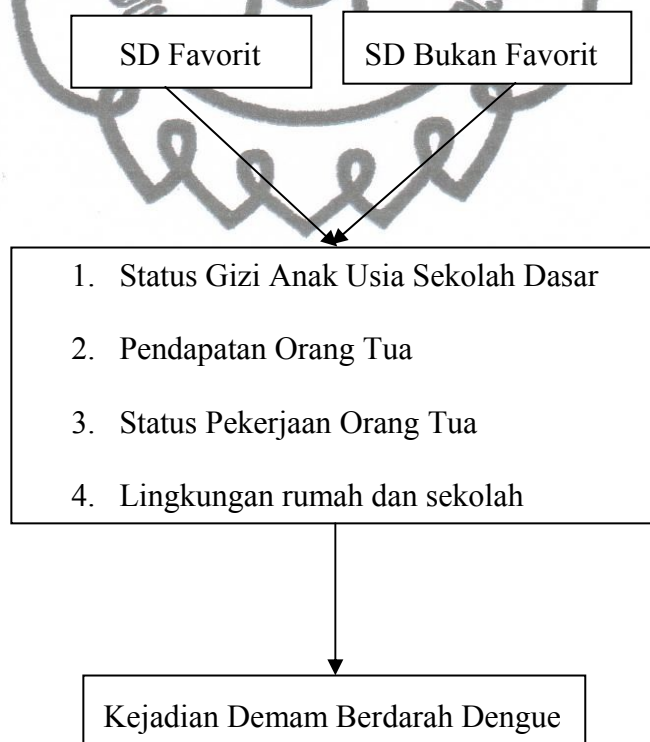 SD Favorit
SD Bukan Favorit
1. Status Gizi Anak Usia Sekolah Dasar
2. Pendapatan Orang Tua
3. Status Pekerjaan Orang Tua
4. Lingkungan rumah dan sekolah
Kejadian Demam Berdarah Dengue